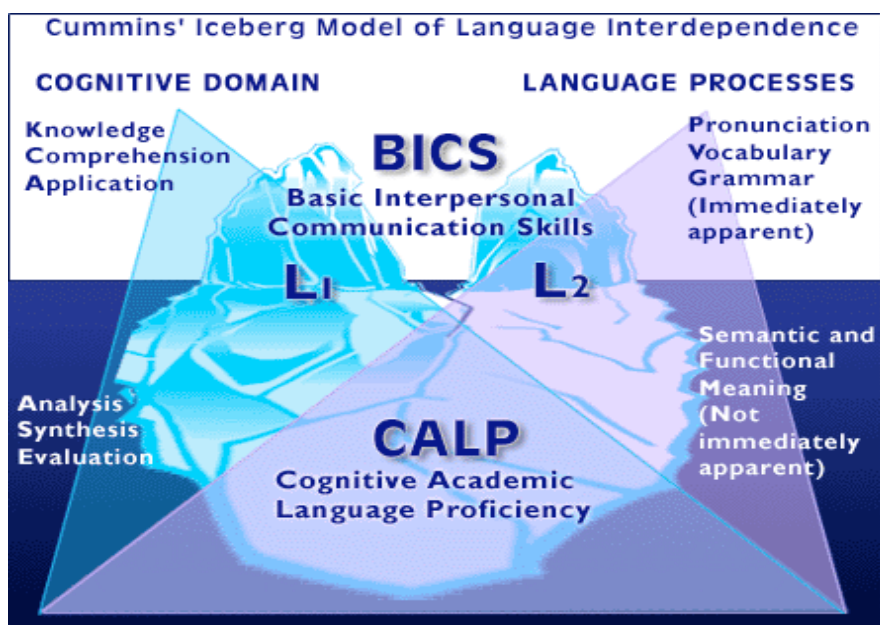 Cummins' Iceberg Model of Language Interdependence
COGNITIVE DOMAIN
LANGUAGE PROCESSES
Knowledge
Comprehension
Application
BICS
Basic Interpersonal
Communication Skills
Pronunciation
Vocabulary
Grammar
(Immediately
apparent)
L1
L2
Analysis
Synthesis
Evaluation
CALP
Cognitive Academic
Language Proficiency
Semantic and
Functional
Meaning
(Not
immediately
apparent)